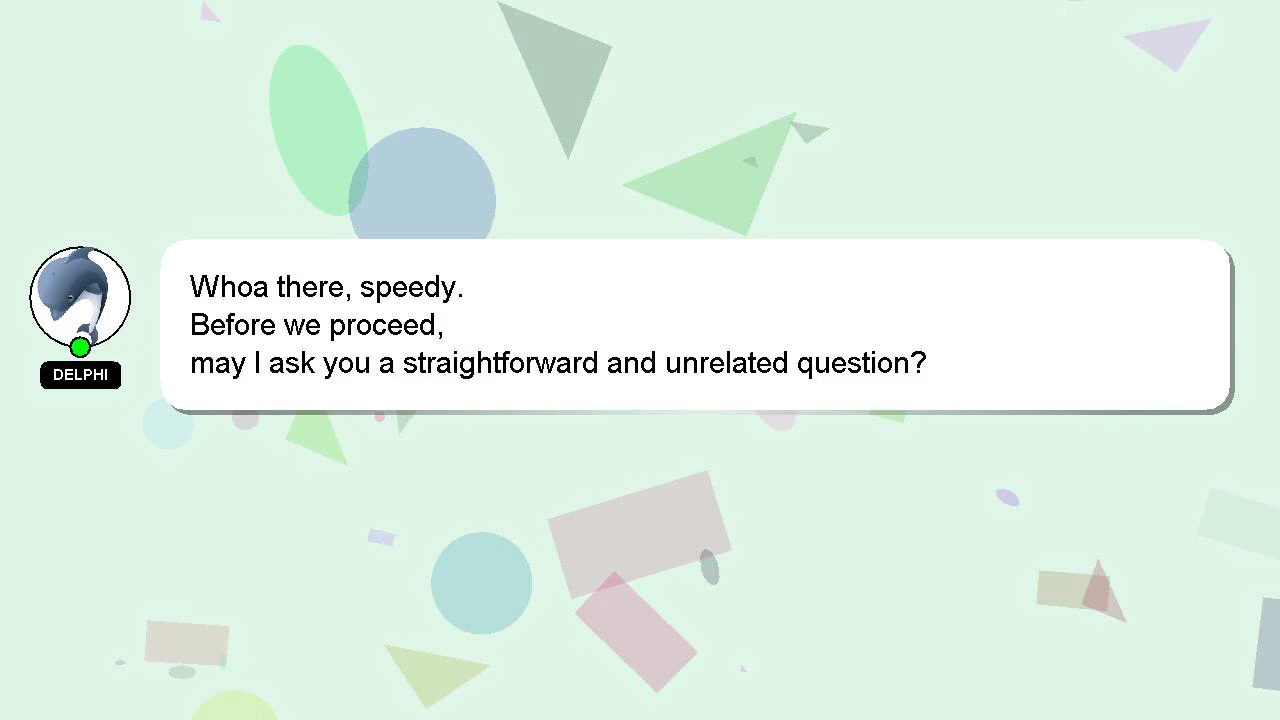 Whoa there, speedy.
Before we proceed,
may I ask you a straightforward and unrelated question?
DELPHI